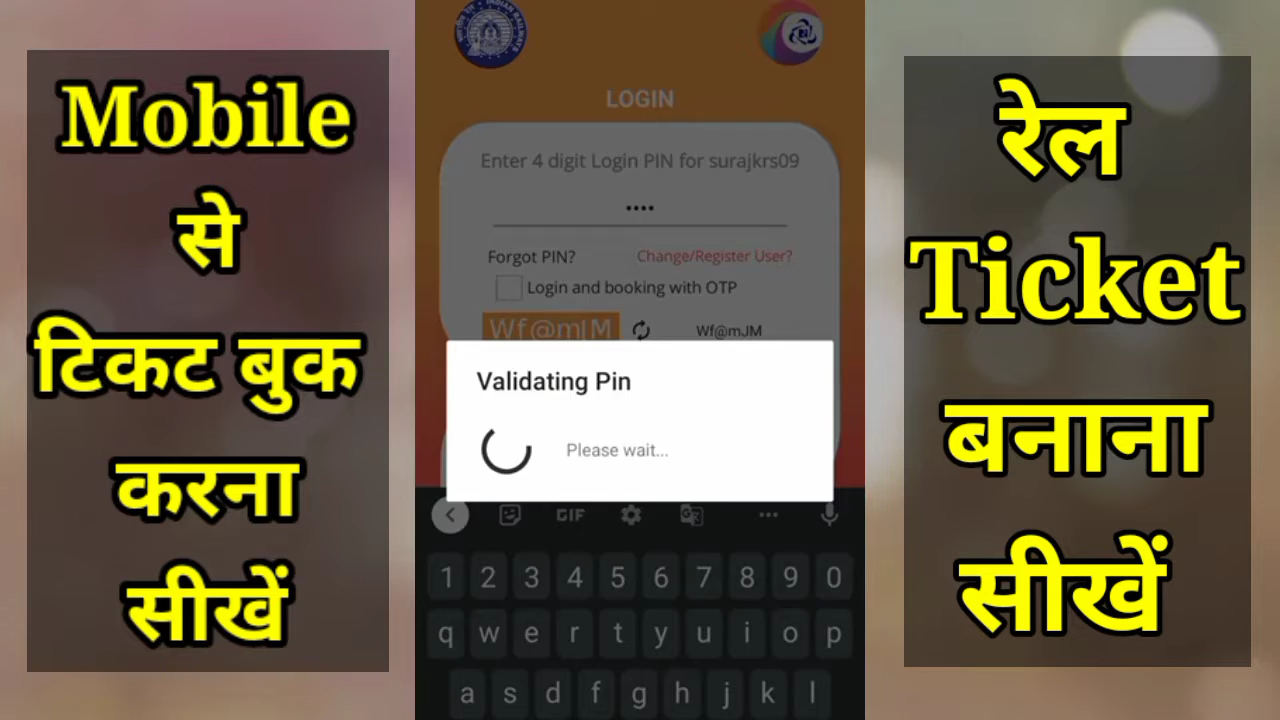 Mobile
से
टिकट बुक
करना
सीखें
LOGIN
Enter 4 digit Login PIN for surajkrs09
••••
Forgot PIN? Change/Register User?
Login and booking with OTP
Wf@mJM Wf@mJM
Validating Pin
Please wait...
GIF
1 2 3 4 5 6 7 8 9 0
q w e r t y u i o p
a s d f g h j k l
रेल
Ticket
बनाना
सीखें